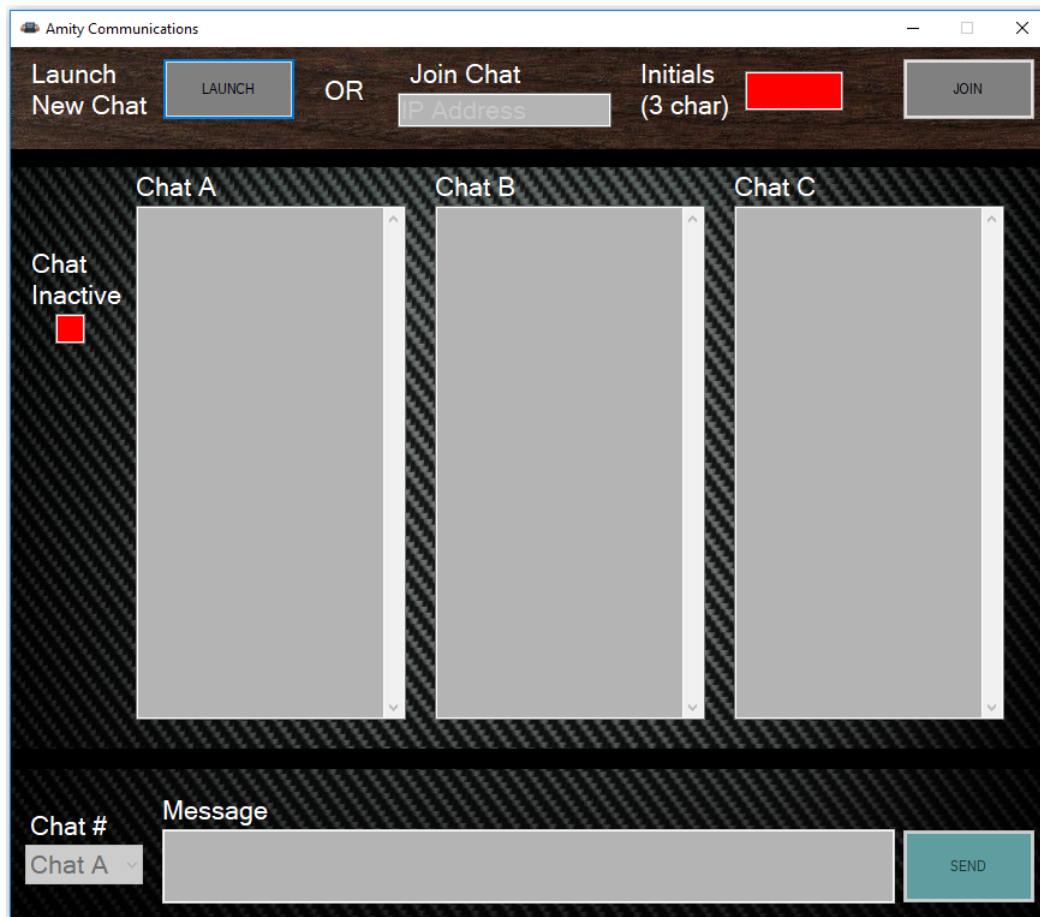 Amity Communications
Launch
New Chat
LAUNCH
OR
Join Chat
IP Address
Initials
(3 char)
JOIN
Chat A
Chat B
Chat C
Chat
Inactive
Chat #
Chat A
Message
SEND